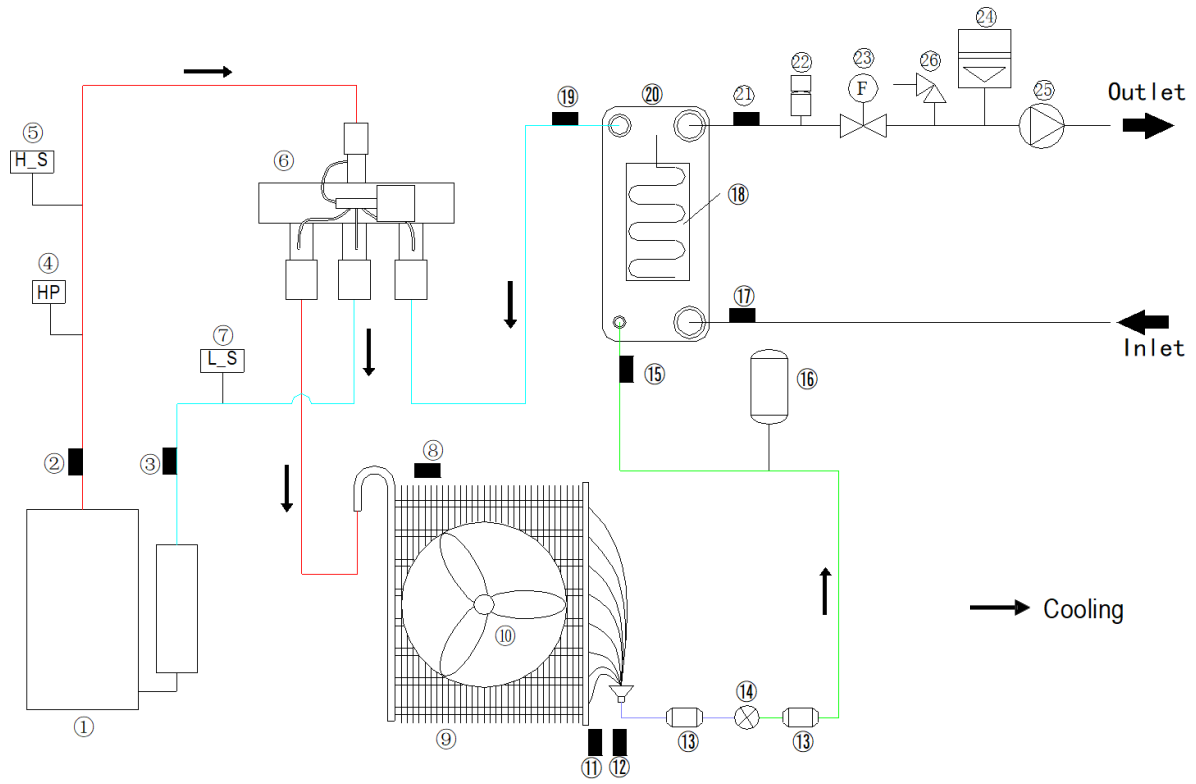 ㉔
㉒ ㉓ ㉖ ㉕
F
Outlet
⑤
H_S
⑥
⑲ ⑳ ㉑
⑱
④
HP
⑦
L_S
⑰
Inlet
⑮ ⑯
② ③ ⑧
⑩
Cooling
⑭
⑬ ⑬
① ⑨
⑪ ⑫